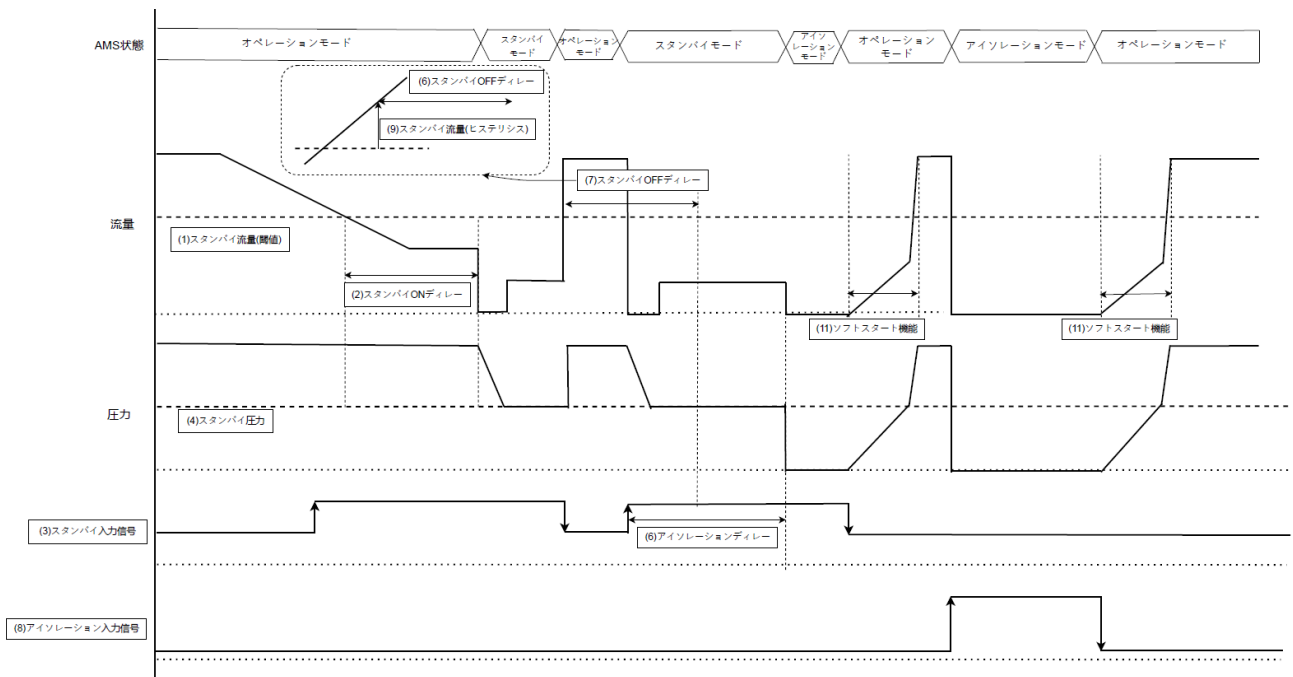 AMS状態
オペレーションモード
スタンバイ
モード
オペレーション
モード
スタンバイモード
アイソ
レーション
モード
オペレーション
モード
アイソレーションモード
オペレーションモード
(6)スタンバイOFFディレー
(9)スタンバイ流量(ヒステリシス)
(7)スタンバイOFFディレー
流量
(1)スタンバイ流量(閾値)
(2)スタンバイONディレー
(11)ソフトスタート機能
(11)ソフトスタート機能
圧力
(4)スタンバイ圧力
(3)スタンバイ入力信号
(6)アイソレーションディレー
(8)アイソレーション入力信号